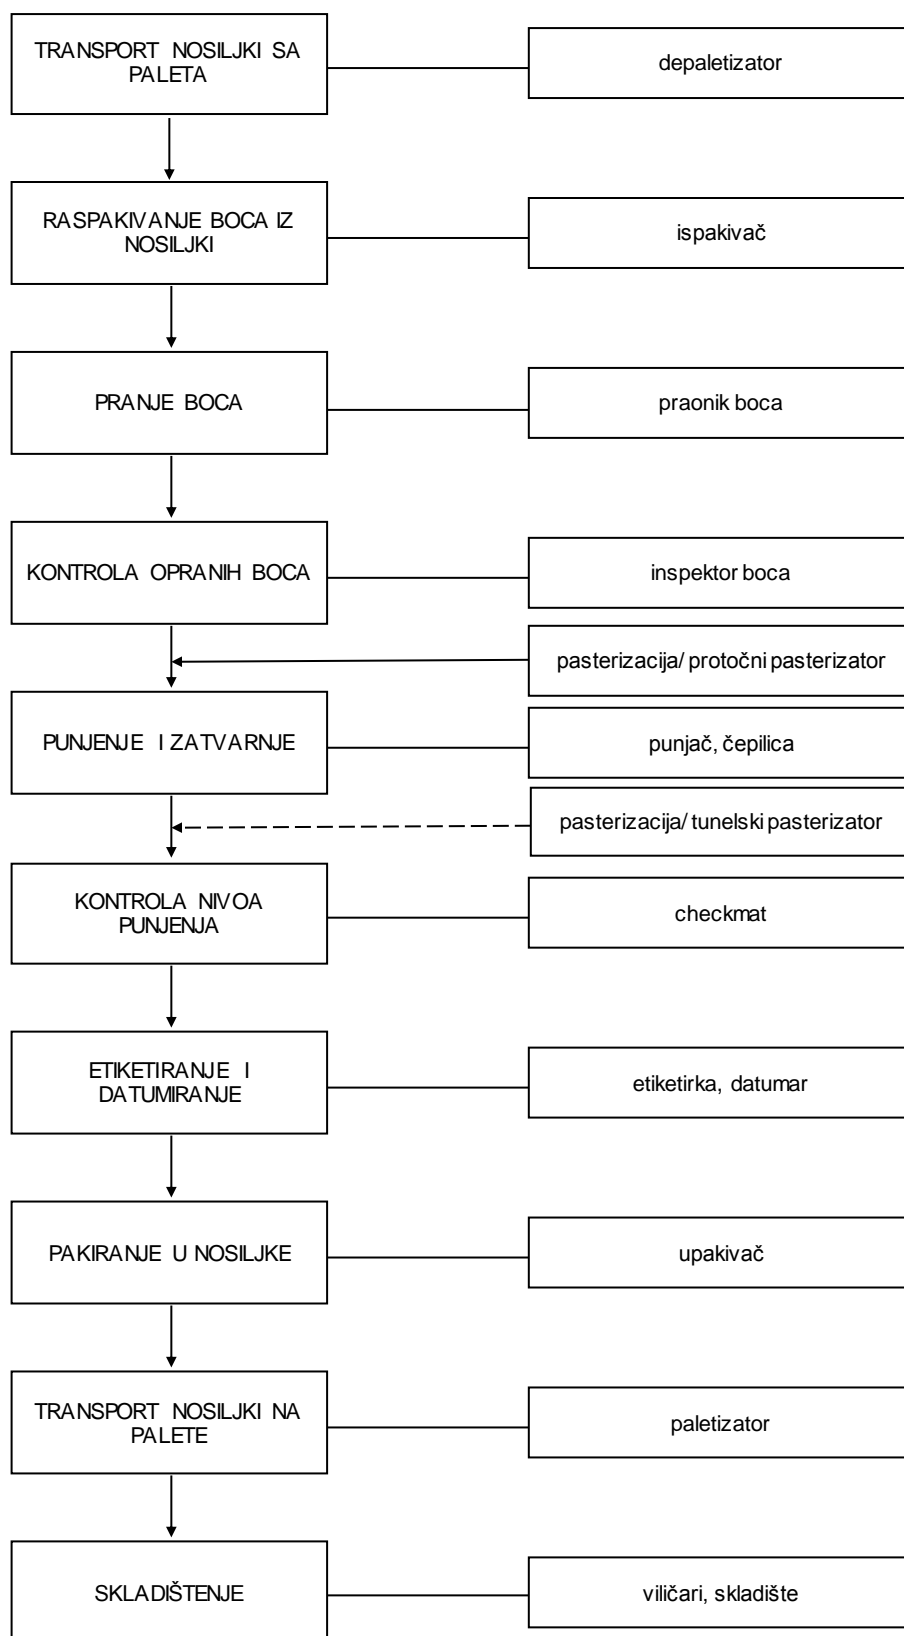 TRANSPORT NOSILJKI SA
PALETA
depaletizator
RASPAKIVANJE BOCA IZ
NOSILJKI
ispakivač
PRANJE BOCA
praonik boca
KONTROLA OPRANIH BOCA
inspektor boca
pasterizacija/ protočni pasterizator
PUNJENJE I ZATVARNJE
punjač, čepilica
pasterizacija/ tunelski pasterizator
KONTROLA NIVOA
PUNJENJA
checkmat
ETIKETIRANJE I
DATUMIRANJE
etiketirka, datumar
PAKIRANJE U NOSILJKE
upakivač
TRANSPORT NOSILJKI NA
PALETE
paletizator
SKLADIŠTENJE
viličari, skladište